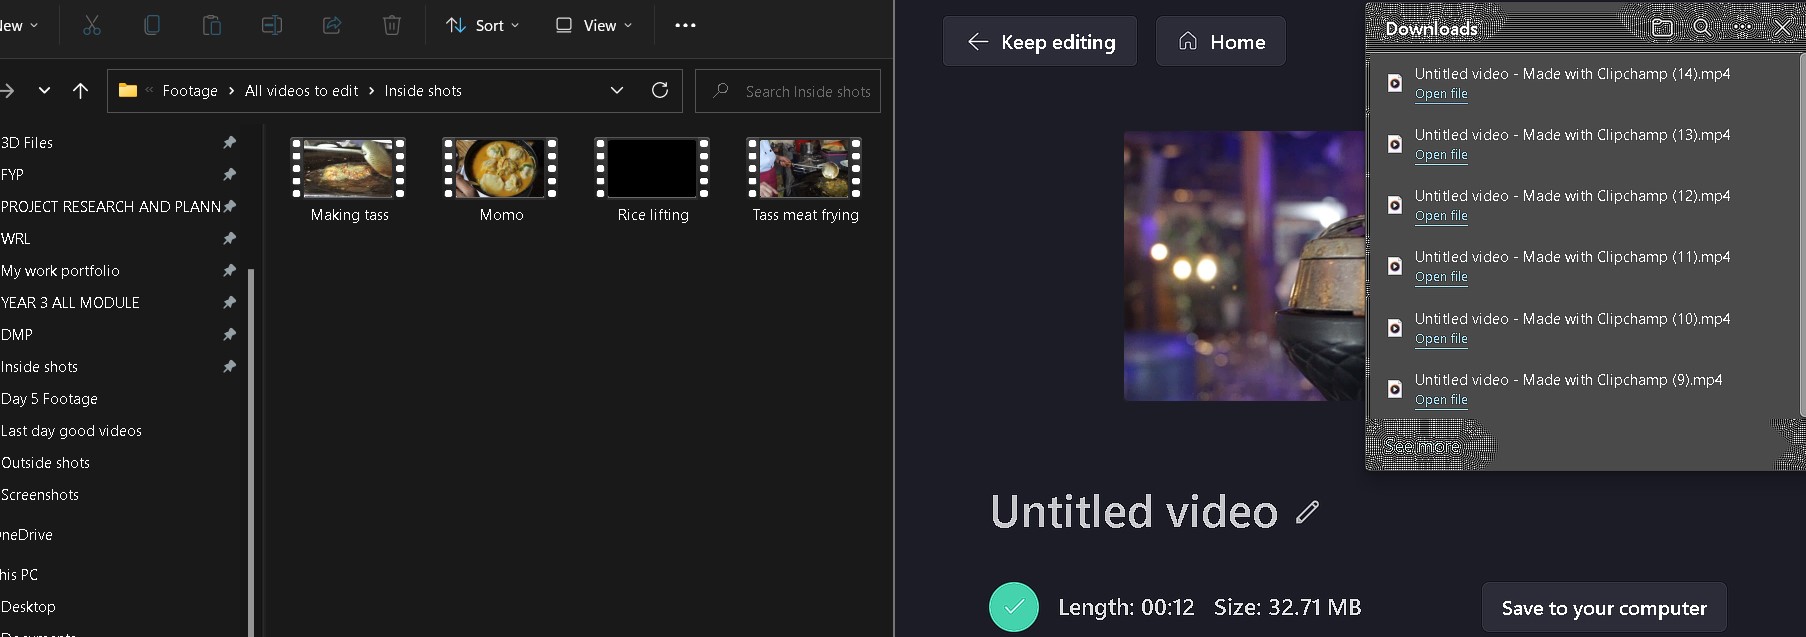 New
Sort
View
Footage > All videos to edit > Inside shots
Search Inside shots
3D Files
FYP
PROJECT RESEARCH AND PLANN
WRL
My work portfolio
YEAR 3 ALL MODULE
DMP
Inside shots
Day 5 Footage
Last day good videos
Outside shots
Screenshots
OneDrive
This PC
Desktop
Documents
Making tass
Momo
Rice lifting
Tass meat frying
Keep editing
Home
Downloads
Untitled video - Made with Clipchamp (14).mp4
Open file
Untitled video - Made with Clipchamp (13).mp4
Open file
Untitled video - Made with Clipchamp (12).mp4
Open file
Untitled video - Made with Clipchamp (11).mp4
Open file
Untitled video - Made with Clipchamp (10).mp4
Open file
Untitled video - Made with Clipchamp (9).mp4
Open file
See more
Untitled video
Length: 00:12 Size: 32.71 MB
Save to your computer